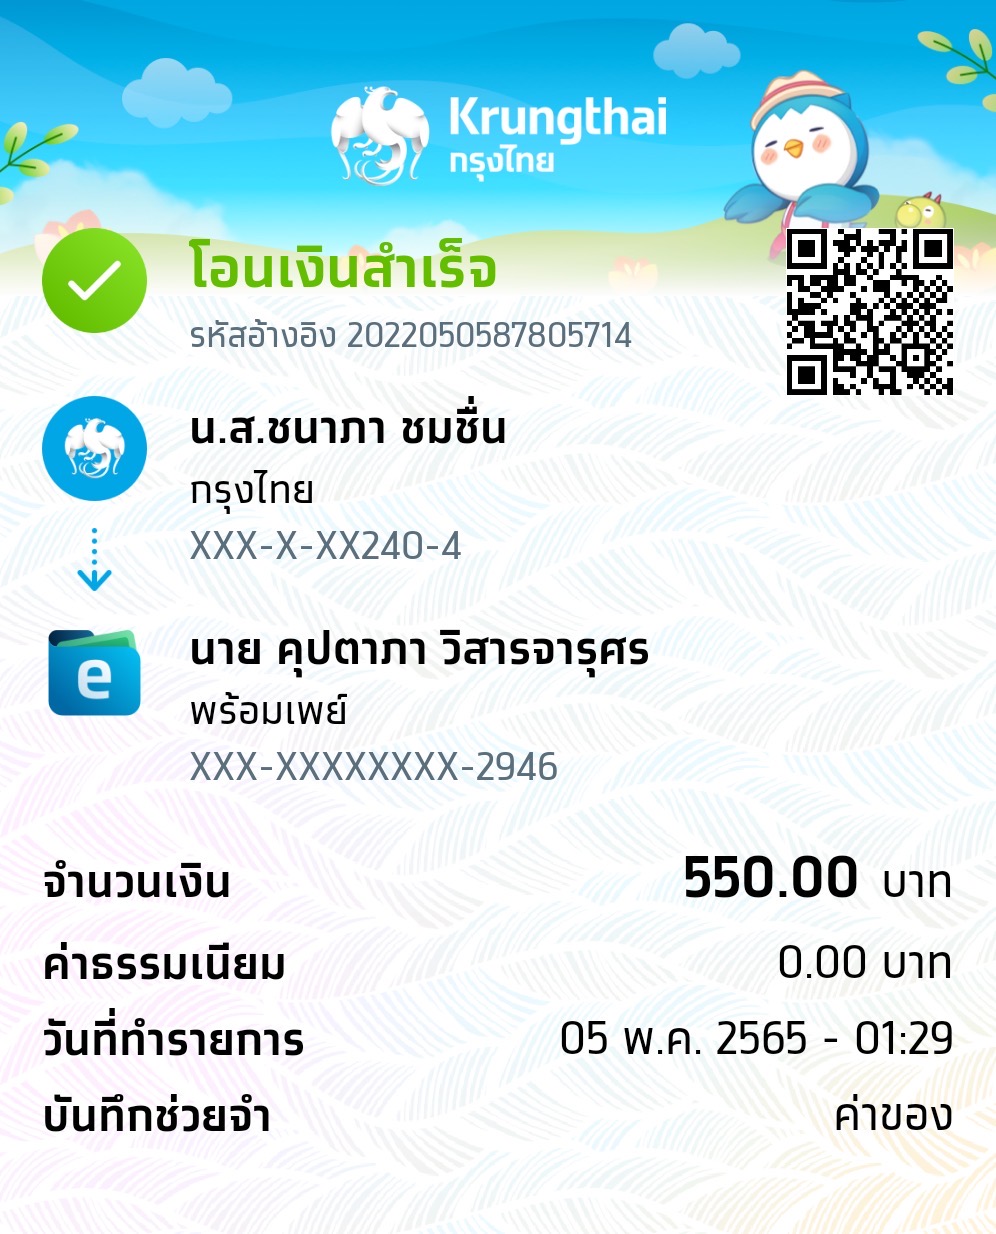 Krungthai
กรุงไทย
โอนเงินสำเร็จ
รหัสอ้างอิง 2022050587805714
น.ส.ชนาภา ชมชื่น
กรุงไทย
XXX-X-XX240-4
e
นาย คุปตาภา วิสารจารุศร
พร้อมเพย์
XXX-XXXXXXXX-2946
จำนวนเงิน 550.00 บาท
ค่าธรรมเนียม 0.00 บาท
วันที่ทำรายการ 05 พ.ค. 2565 - 01:29
บันทึกช่วยจำ ค่าของ